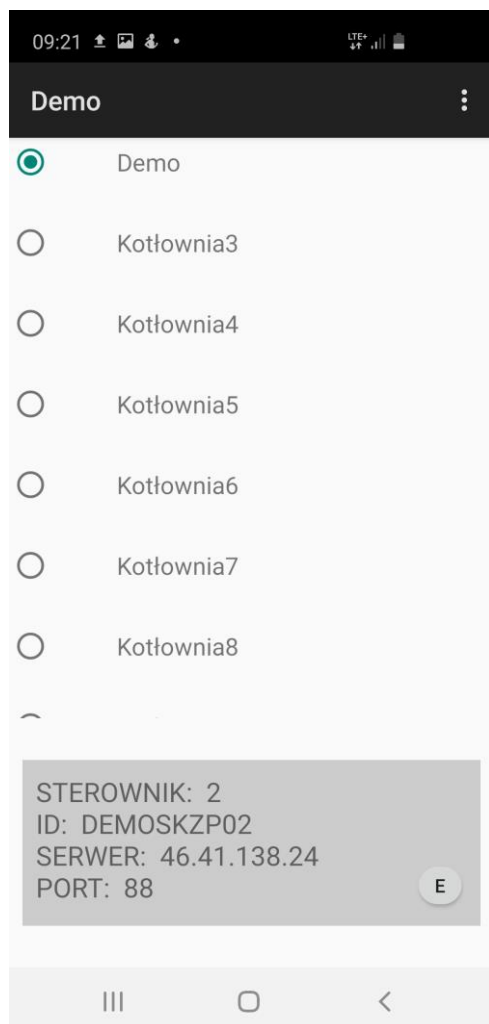 09:21
LTE+
Demo
Demo
Kotłownia3
Kotłownia4
Kotłownia5
Kotłownia6
Kotłownia7
Kotłownia8
STEROWNIK: 2
ID: DEMOSKZP02
SERWER: 46.41.138.24
PORT: 88
E